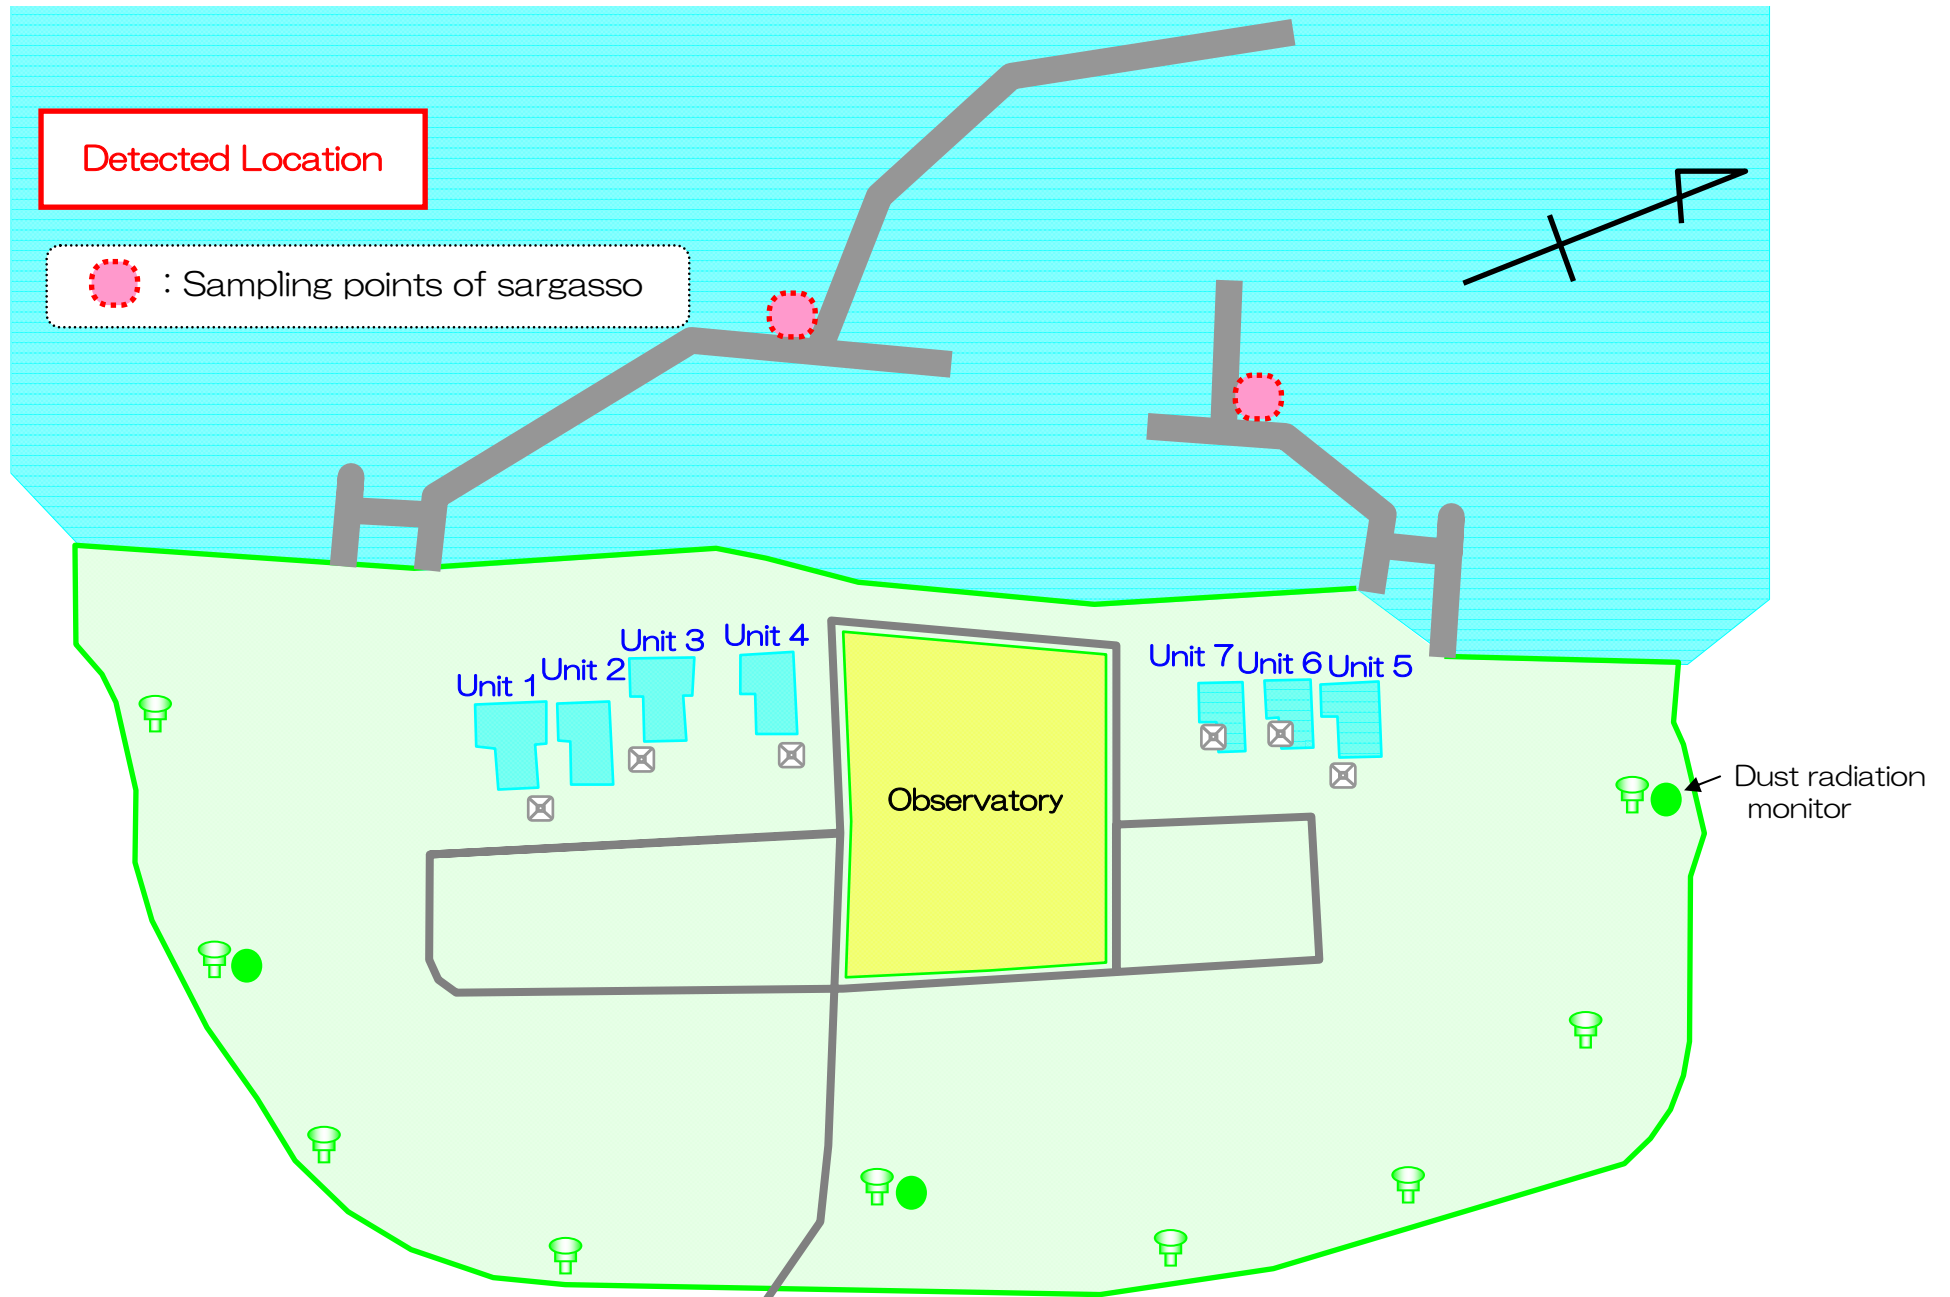 Detected Location
: Sampling points of sargasso
Unit 1
Unit 2
Unit 3
Unit 4
Unit 7
Unit 6
Unit 5
Observatory
Dust radiation
monitor